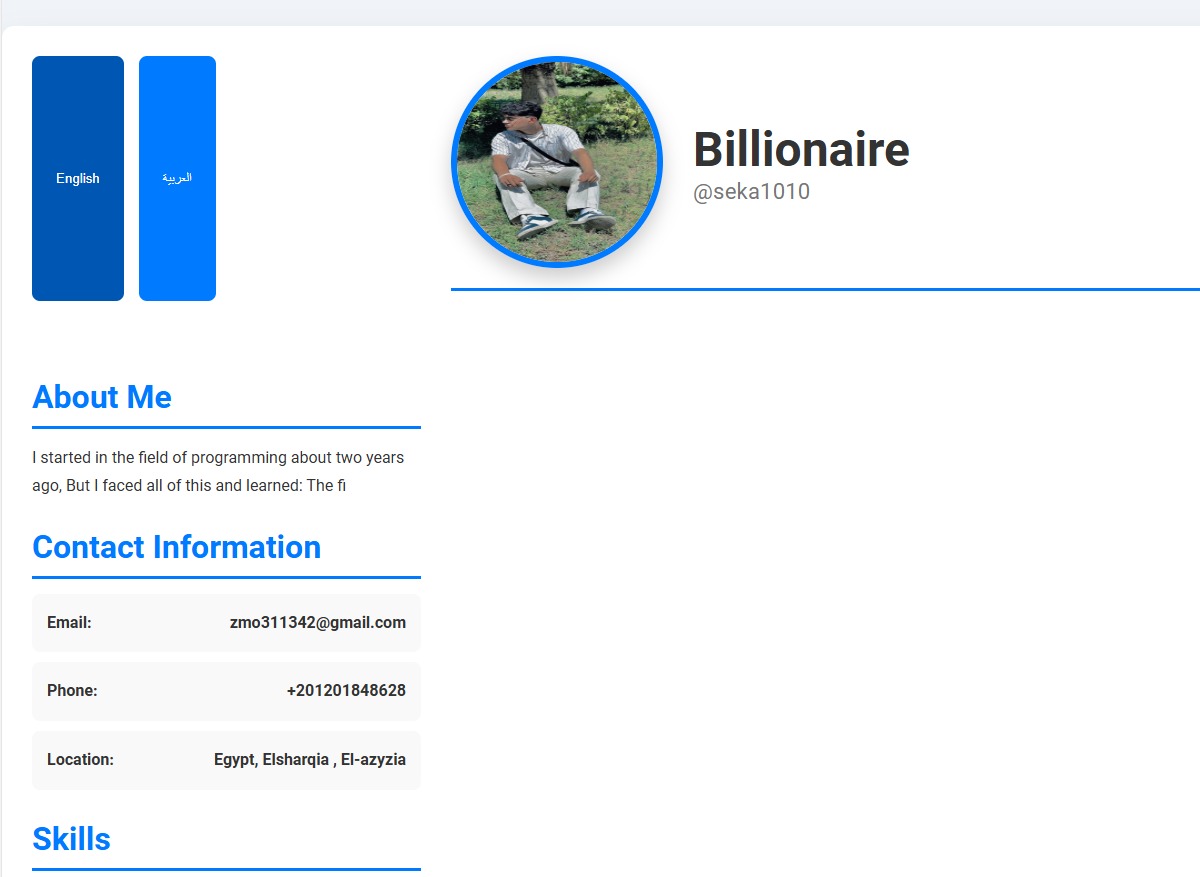 English
العربية
Billionaire
@seka1010
About Me
I started in the field of programming about two years
ago, But I faced all of this and learned: The fi
Contact Information
Email: zmo311342@gmail.com
Phone: +201201848628
Location: Egypt, Elsharqia , El-azyzia
Skills